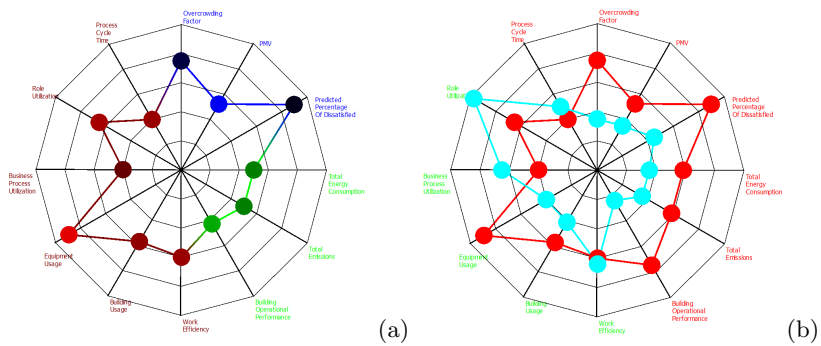 Overcrowding
Factor
PMV
Predicted
Percentage
Of Dissatisfied
Total
Energy
Consumption
Total
Emissions
Building
Operational
Performance
Work
Efficiency
Building
Usage
Equipment
Usage
Business
Process
Utilization
Role
Utilization
Process
Cycle
Time
(a)
Overcrowding
Factor
PMV
Predicted
Percentage
Of Dissatisfied
Total
Energy
Consumption
Total
Emissions
Building
Operational
Performance
Work
Efficiency
Building
Usage
Equipment
Usage
Business
Process
Utilization
Role
Utilization
Process
Cycle
Time
(b)